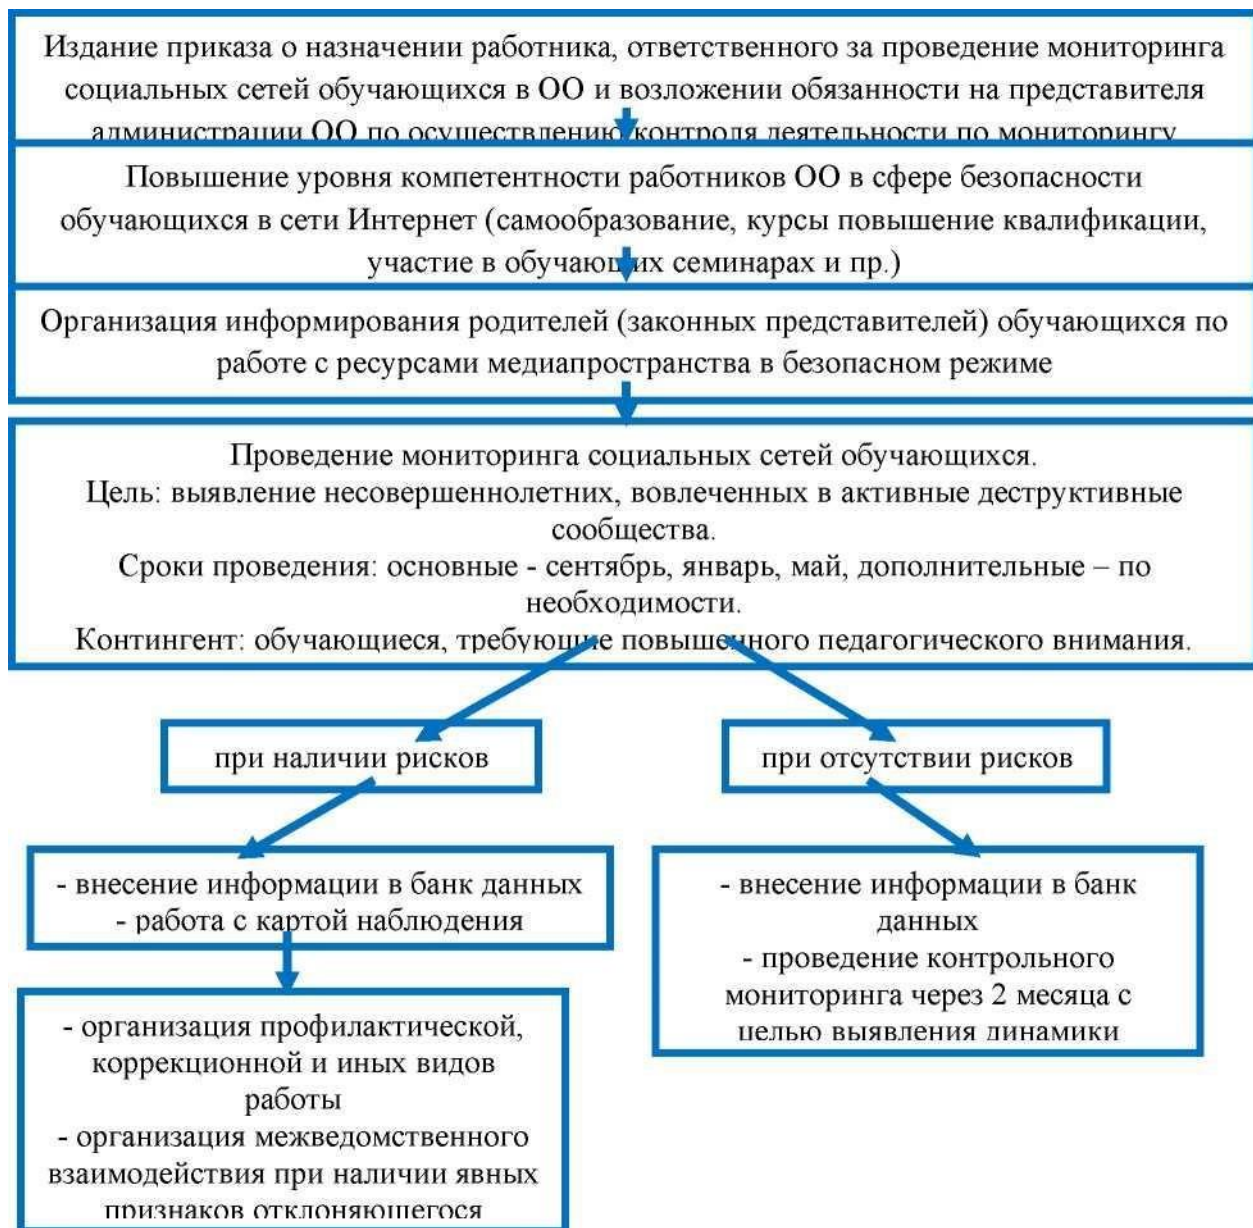 Издание приказа о назначении работника, ответственного за проведение мониторинга
социальных сетей обучающихся в ОО и возложении обязанности на представителя
администрации ОО по осуществлению контроля деятельности по мониторингу
Повышение уровня компетентности работников ОО в сфере безопасности
обучающихся в сети Интернет (самообразование, курсы повышение квалификации,
участие в обучающих семинарах и пр.)
Организация информирования родителей (законных представителей) обучающихся по
работе с ресурсами медиапространства в безопасном режиме
Проведение мониторинга социальных сетей обучающихся.
Цель: выявление несовершеннолетних, вовлеченных в активные деструктивные
сообщества.
Сроки проведения: основные - сентябрь, январь, май, дополнительные – по
необходимости.
Контингент: обучающиеся, требующие повышенного педагогического внимания.
при наличии рисков
при отсутствии рисков
- внесение информации в банк данных
- работа с картой наблюдения
- внесение информации в банк
данных
- проведение контрольного
мониторинга через 2 месяца с
целью выявления динамики
- организация профилактической,
коррекционной и иных видов
работы
- организация межведомственного
взаимодействия при наличии явных
признаков отклоняющегося